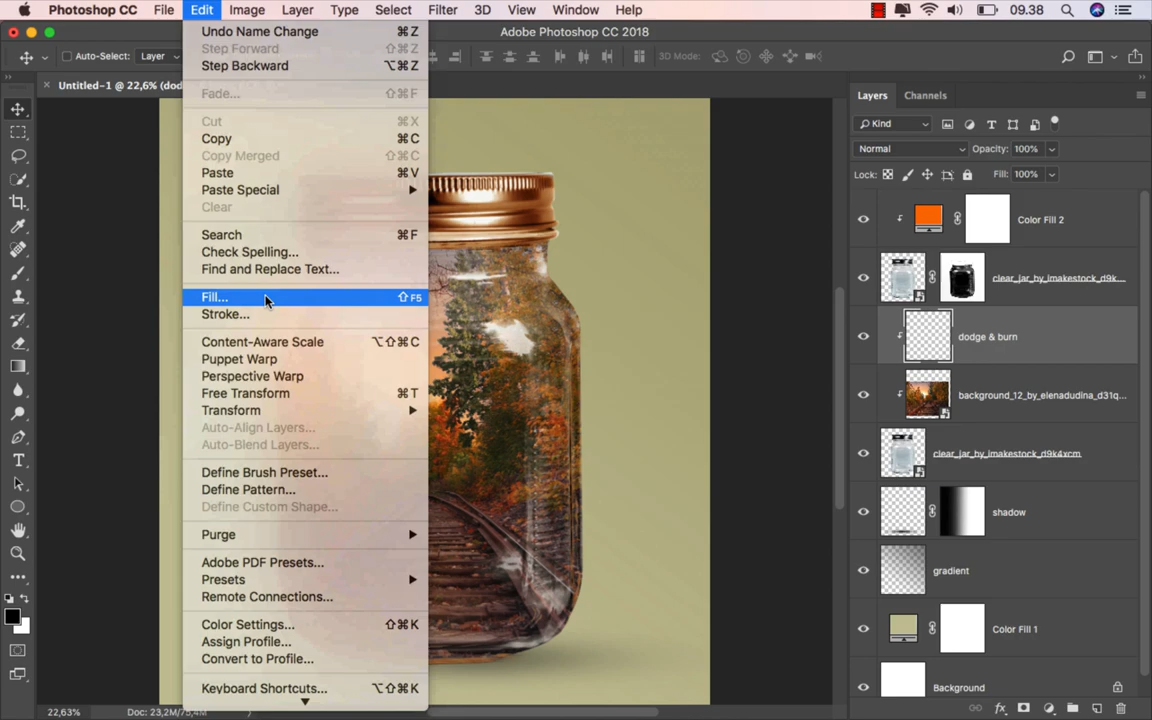 Photoshop CC File Edit Image Layer Type Select Filter 3D View Window Help 09.38
Adobe Photoshop CC 2018
Auto-Select: Layer 3D Mode:
× Untitled-1 @ 22,6% (dod
Undo Name Change ⌘Z
Step Forward ⇧⌘Z
Step Backward ⌥⌘Z
Fade... ⇧⌘F
Cut ⌘X
Copy ⌘C
Copy Merged ⇧⌘C
Paste ⌘V
Paste Special
Clear
Search ⌘F
Check Spelling...
Find and Replace Text...
Fill... ⇧F5
Stroke...
Content-Aware Scale ⌥⇧⌘C
Puppet Warp
Perspective Warp
Free Transform ⌘T
Transform
Auto-Align Layers...
Auto-Blend Layers...
Define Brush Preset...
Define Pattern...
Define Custom Shape...
Purge
Adobe PDF Presets...
Presets
Remote Connections...
Color Settings... ⇧⌘K
Assign Profile...
Convert to Profile...
Keyboard Shortcuts... ⌥⇧⌘K
Layers Channels
Kind
Normal Opacity: 100%
Lock: Fill: 100%
Color Fill 2
clear_jar_by_imakestock_d9k...
dodge & burn
background_12_by_elenadudina_d31q...
clear_jar_by_imakestock_d9k4xcm
shadow
gradient
Color Fill 1
Background
22,63% Doc: 23,2M/75,4M